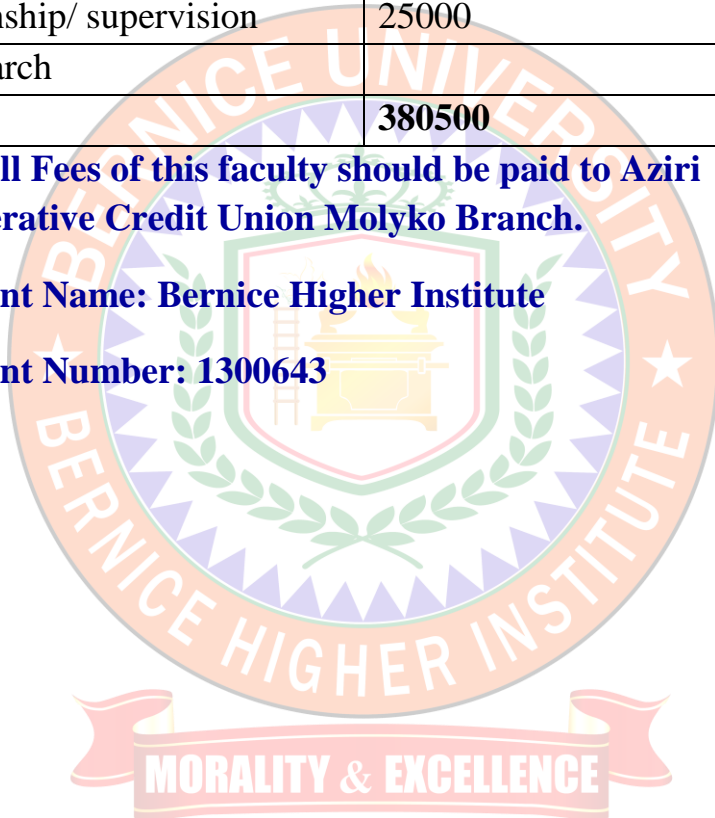 nship/ supervision 25000
arch
380500
ll Fees of this faculty should be paid to Aziri
erative Credit Union Molyko Branch.
nt Name: Bernice Higher Institute
nt Number: 1300643
BERNICE UNIVERSITY
BERNICE HIGHER INSTITUTE
MORALITY & EXCELLENCE